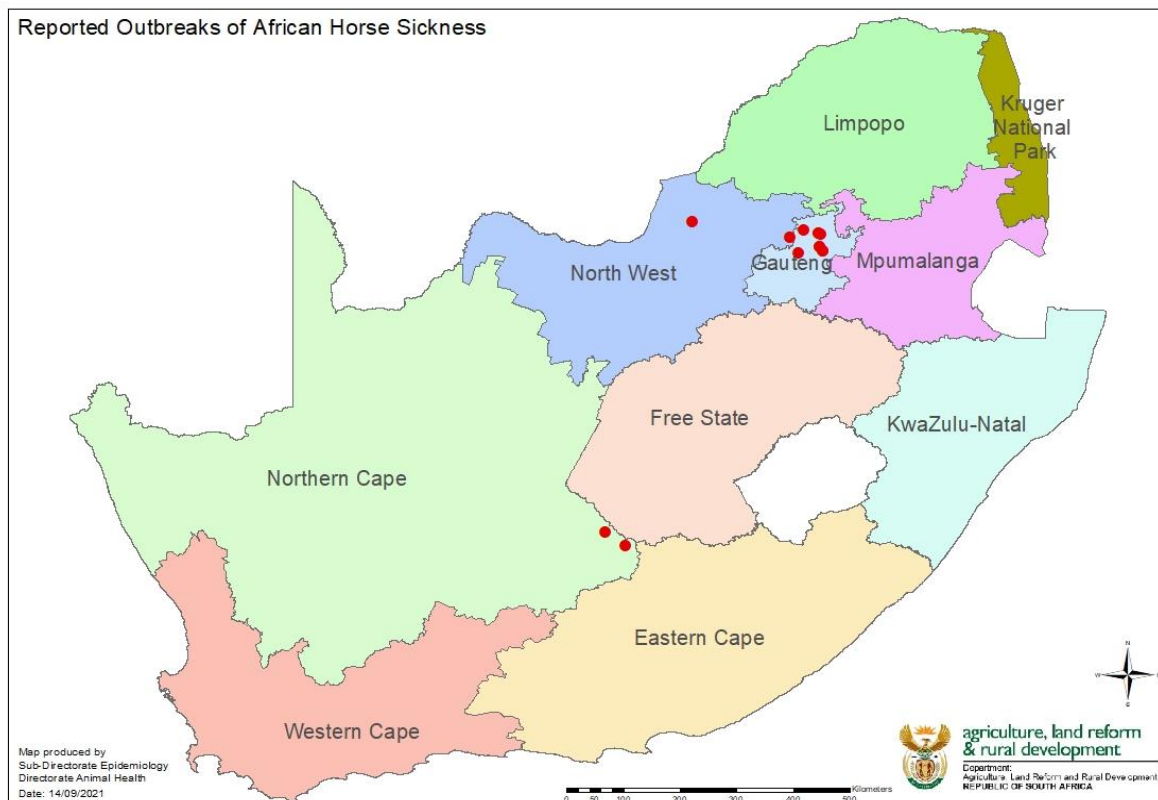 Reported Outbreaks of African Horse Sickness
Limpopo
Kruger
National
Park
North West
Gauteng
Mpumalanga
Free State
KwaZulu-Natal
Northern Cape
Eastern Cape
Western Cape
N
W
S
Map produced by
Sub-Directorate Epidemiology
Directorate Animal Health
Date: 14/09/2021
Kilometers
0 50 100 200 300 400 500
agriculture, land reform
& rural development
Department:
Agriculture, Land Reform and Rural Development
REPUBLIC OF SOUTH AFRICA